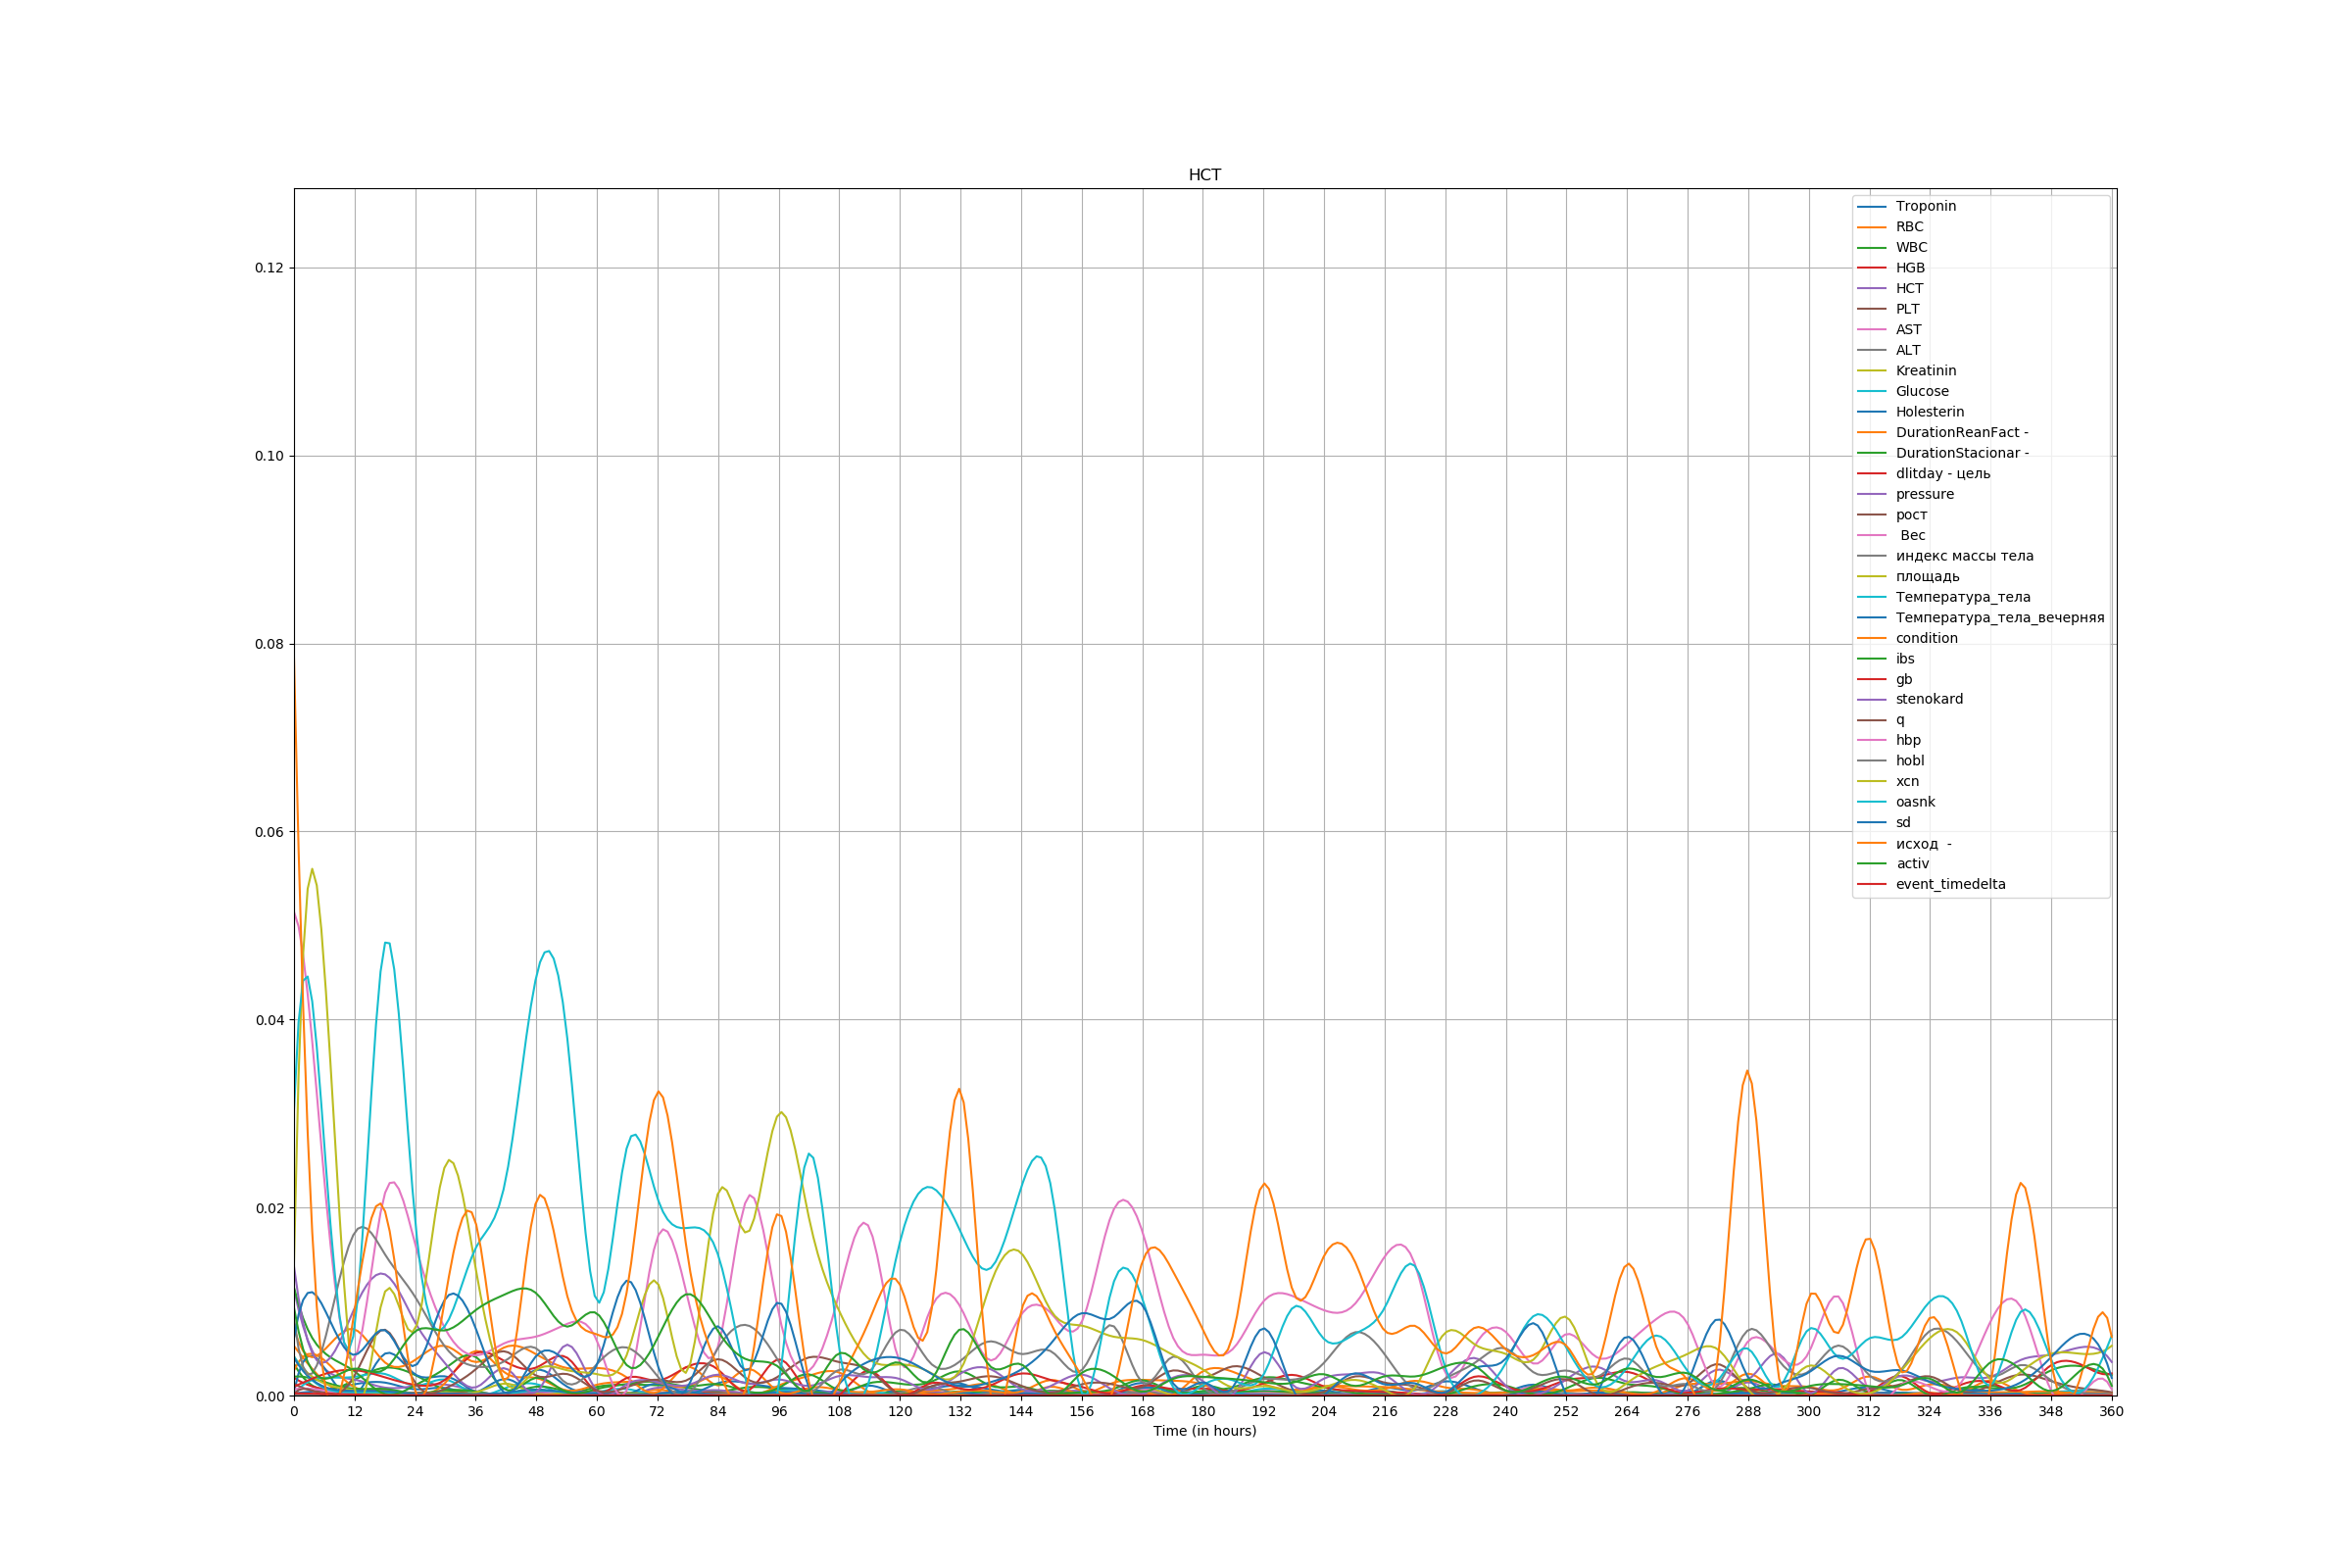 HCT
0.12
0.10
0.08
0.06
0.04
0.02
0.00
Troponin
RBC
WBC
HGB
HCT
PLT
AST
ALT
Kreatinin
Glucose
Holesterin
DurationReanFact -
DurationStacionar -
dlitday - цель
pressure
рост
Вес
индекс массы тела
площадь
Температура_тела
Температура_тела_вечерняя
condition
ibs
gb
stenokard
q
hbp
hobl
xcn
oasnk
sd
исход  -
activ
event_timedelta
0 12 24 36 48 60 72 84 96 108 120 132 144 156 168 180 192 204 216 228 240 252 264 276 288 300 312 324 336 348 360
Time (in hours)